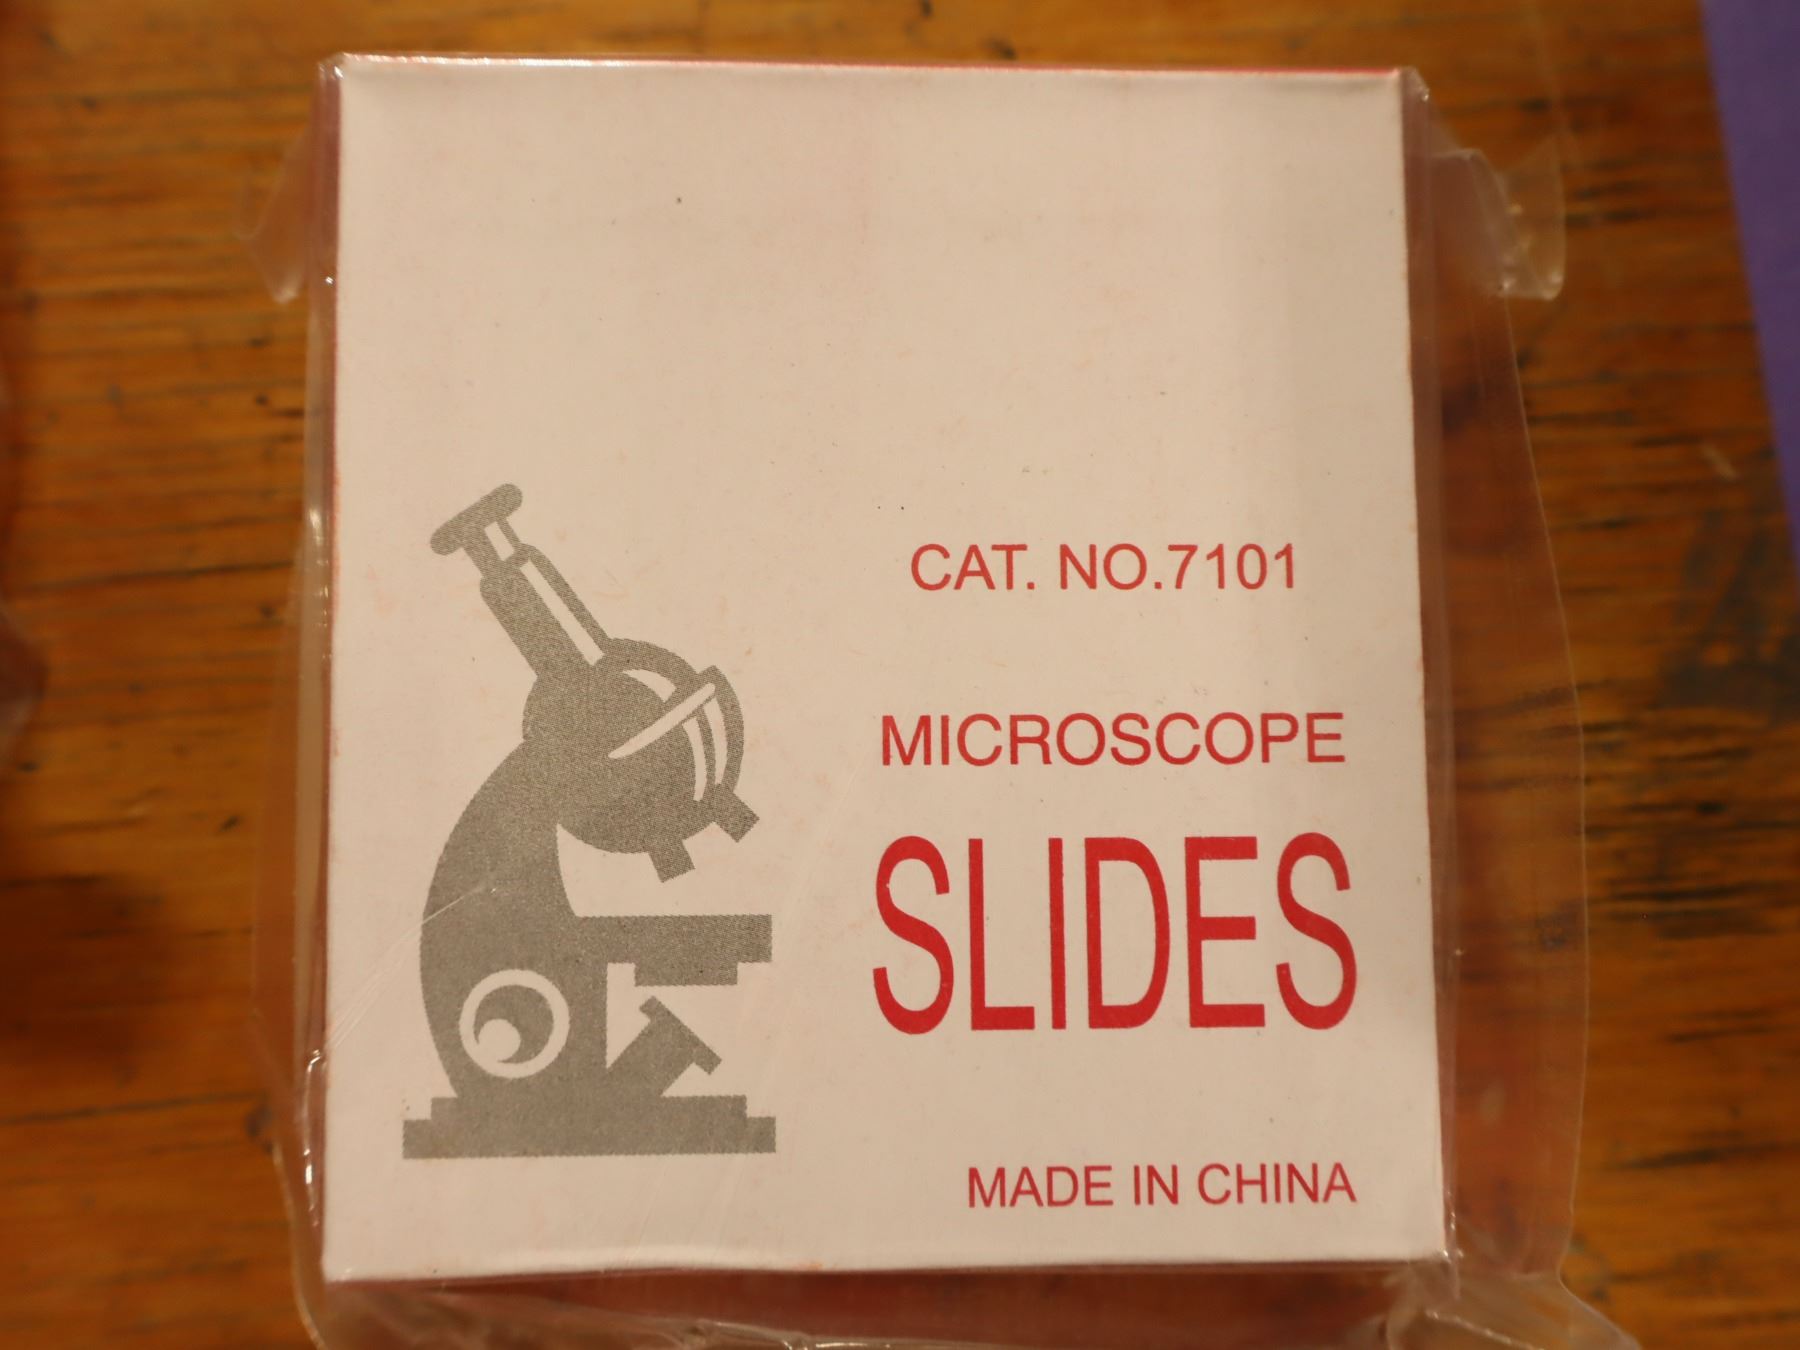 CAT. NO.7101
MICROSCOPE
SLIDES
MADE IN CHINA